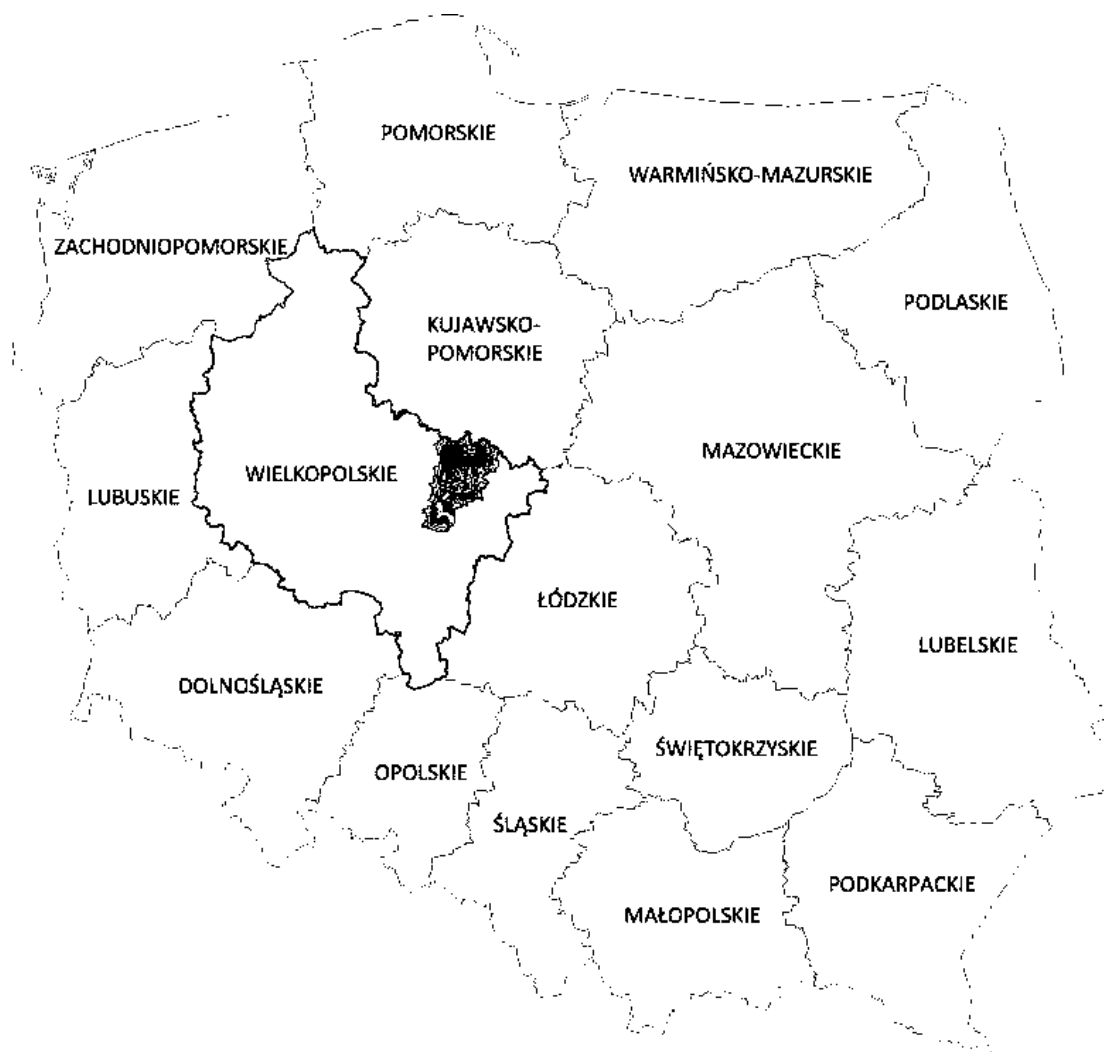 POMORSKIE
WARMIŃSKO-MAZURSKIE
ZACHODNIOPOMORSKIE
PODLASKIE
KUJAWSKO-
POMORSKIE
MAZOWIECKIE
WIELKOPOLSKIE
LUBUSKIE
ŁÓDZKIE
LUBELSKIE
DOLNOŚLĄSKIE
ŚWIĘTOKRZYSKIE
OPOLSKIE
ŚLĄSKIE
PODKARPACKIE
MAŁOPOLSKIE